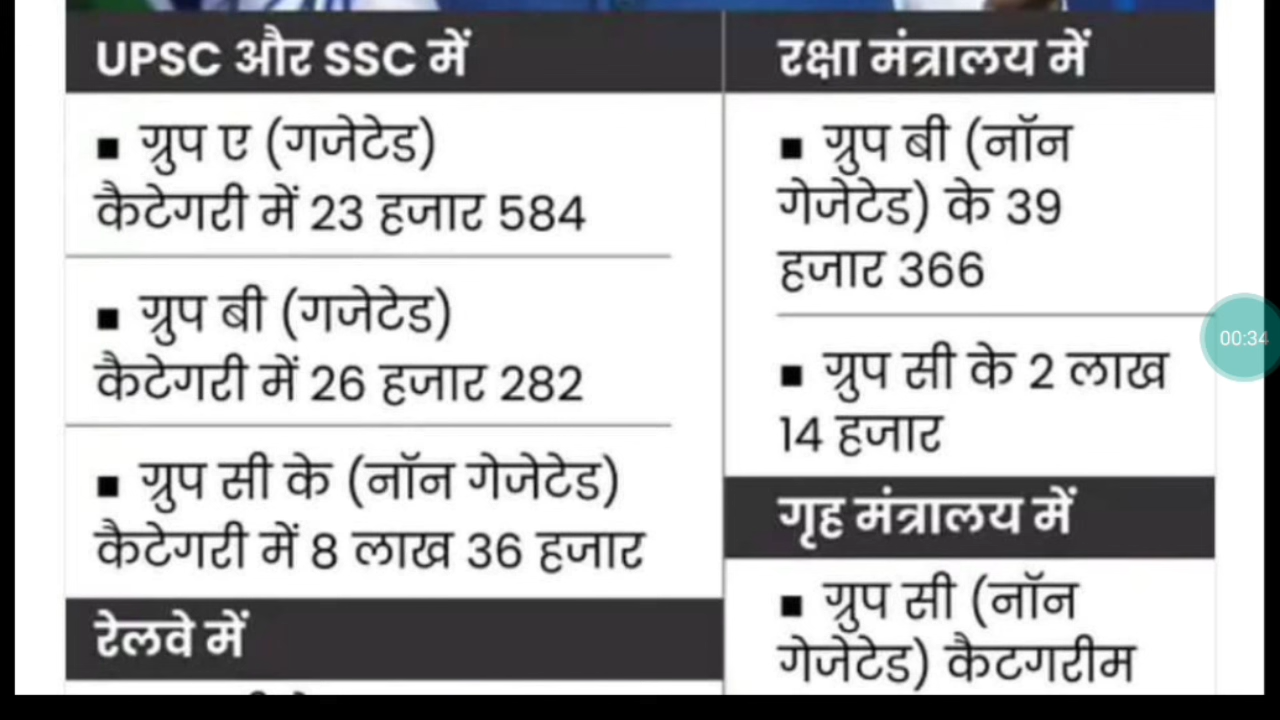 UPSC और SSC में
▪ ग्रुप ए (गजेटेड)
कैटेगरी में 23 हजार 584
▪ ग्रुप बी (गजेटेड)
कैटेगरी में 26 हजार 282
▪ ग्रुप सी के (नॉन गेजेटेड)
कैटेगरी में 8 लाख 36 हजार
रेलवे में
रक्षा मंत्रालय में
▪ ग्रुप बी (नॉन
गेजेटेड) के 39
हजार 366
▪ ग्रुप सी के 2 लाख
14 हजार
गृह मंत्रालय में
▪ ग्रुप सी (नॉन
गेजेटेड) कैटगरीम
00:34